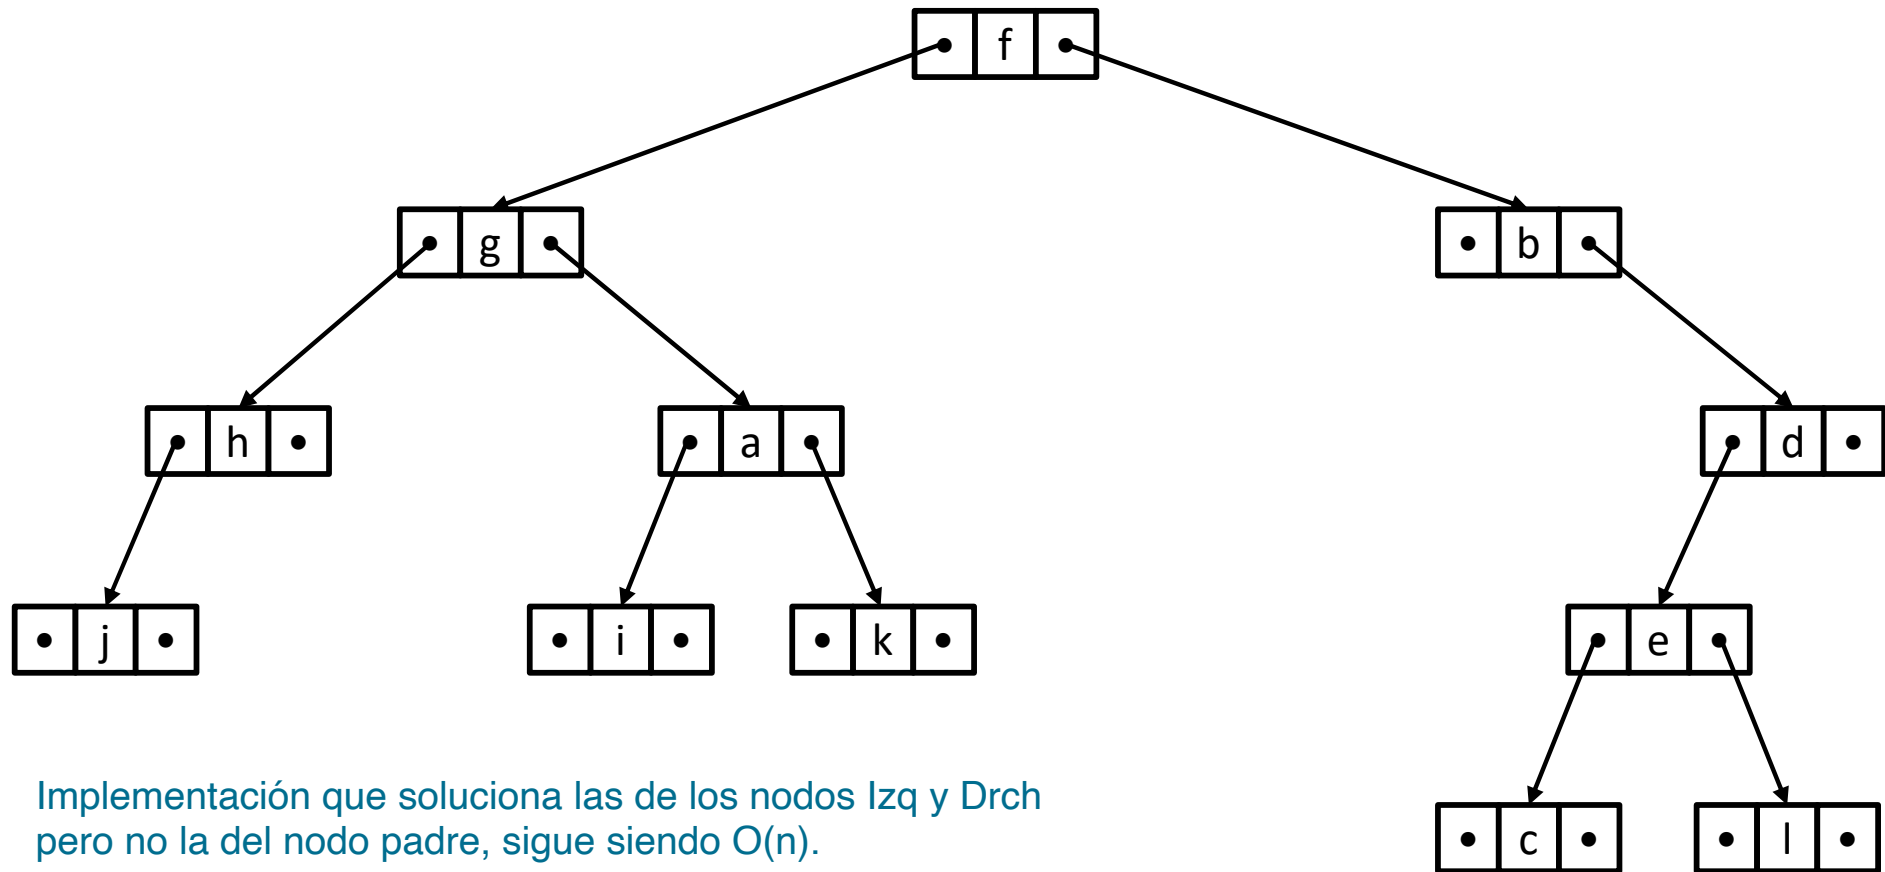 f
g b
h a d
j i k e
c l
Implementación que soluciona las de los nodos Izq y Drch
pero no la del nodo padre, sigue siendo O(n).